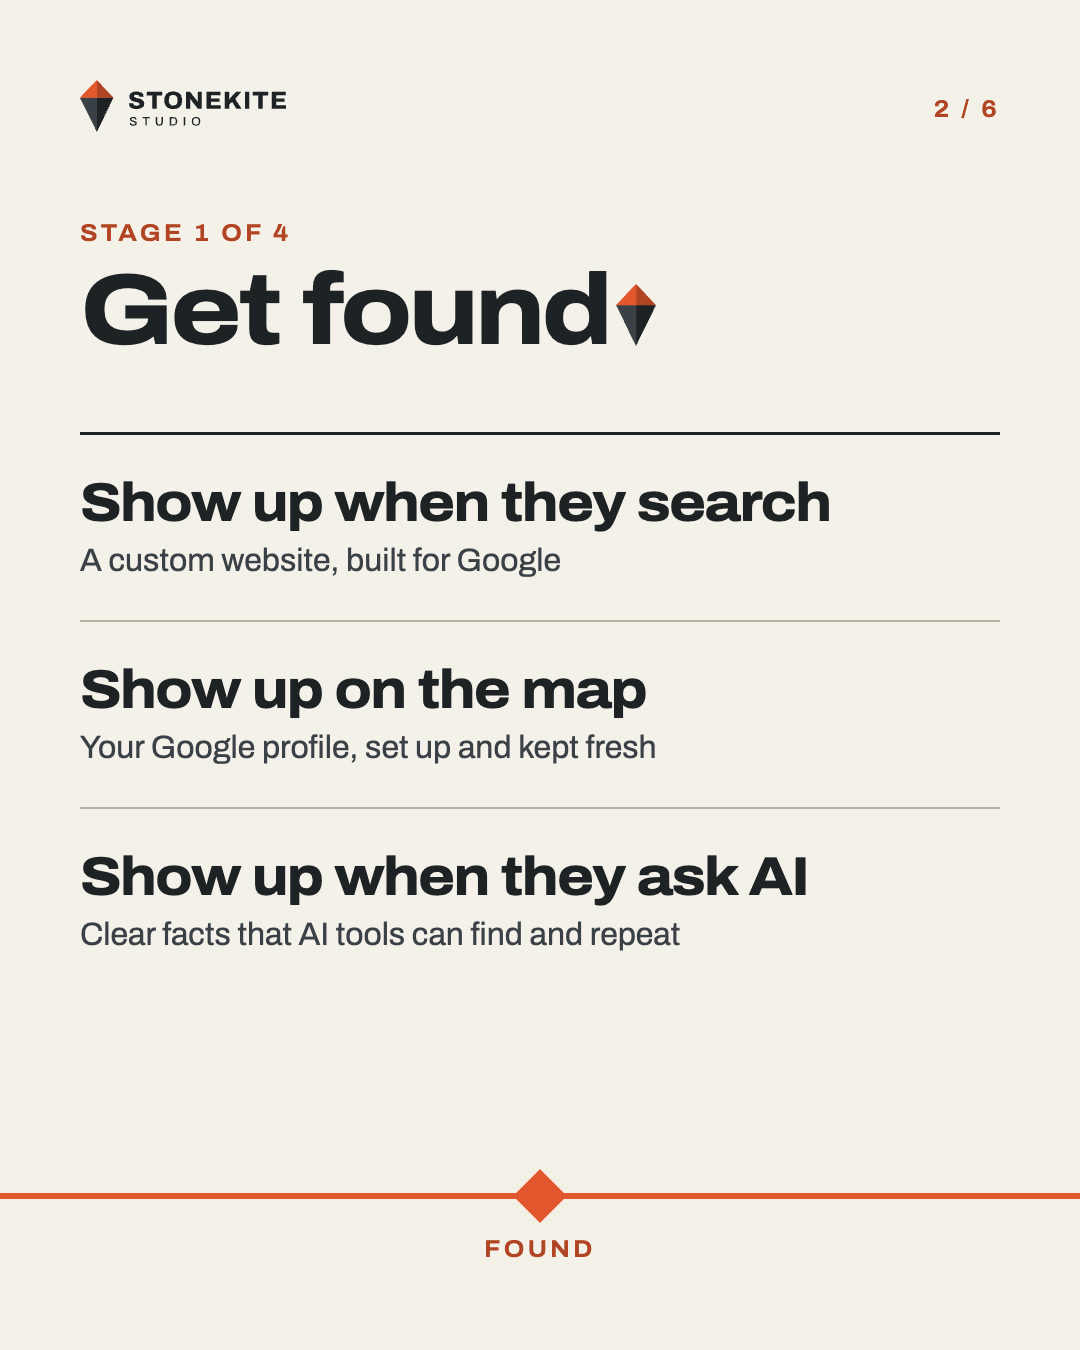 STONEKITE
STUDIO
2 / 6
STAGE 1 OF 4
Get found
Show up when they search
A custom website, built for Google
Show up on the map
Your Google profile, set up and kept fresh
Show up when they ask AI
Clear facts that AI tools can find and repeat
FOUND